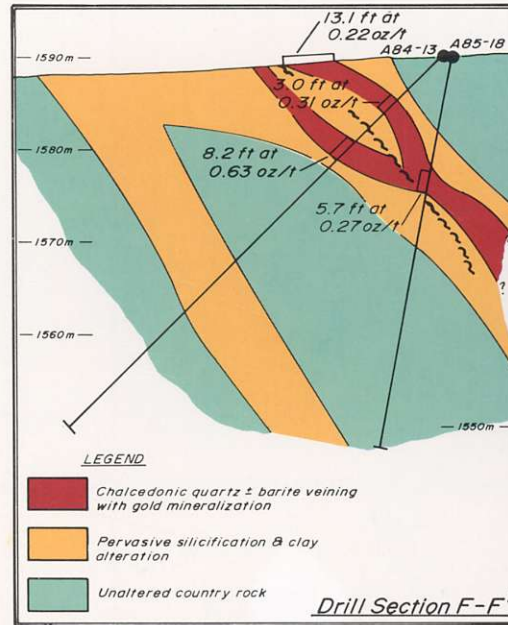 13.1 ft at
0.22 oz/t
A84-13
A85-18
1590m
3.0 ft at
0.31 oz/t
1580m
8.2 ft at
0.63 oz/t
5.7 ft at
0.27 oz/t
1570m
?
1560m
1550m
LEGEND
Chalcedonic quartz ± barite veining
with gold mineralization
Pervasive silicification & clay
alteration
Unaltered country rock
Drill Section F-F'